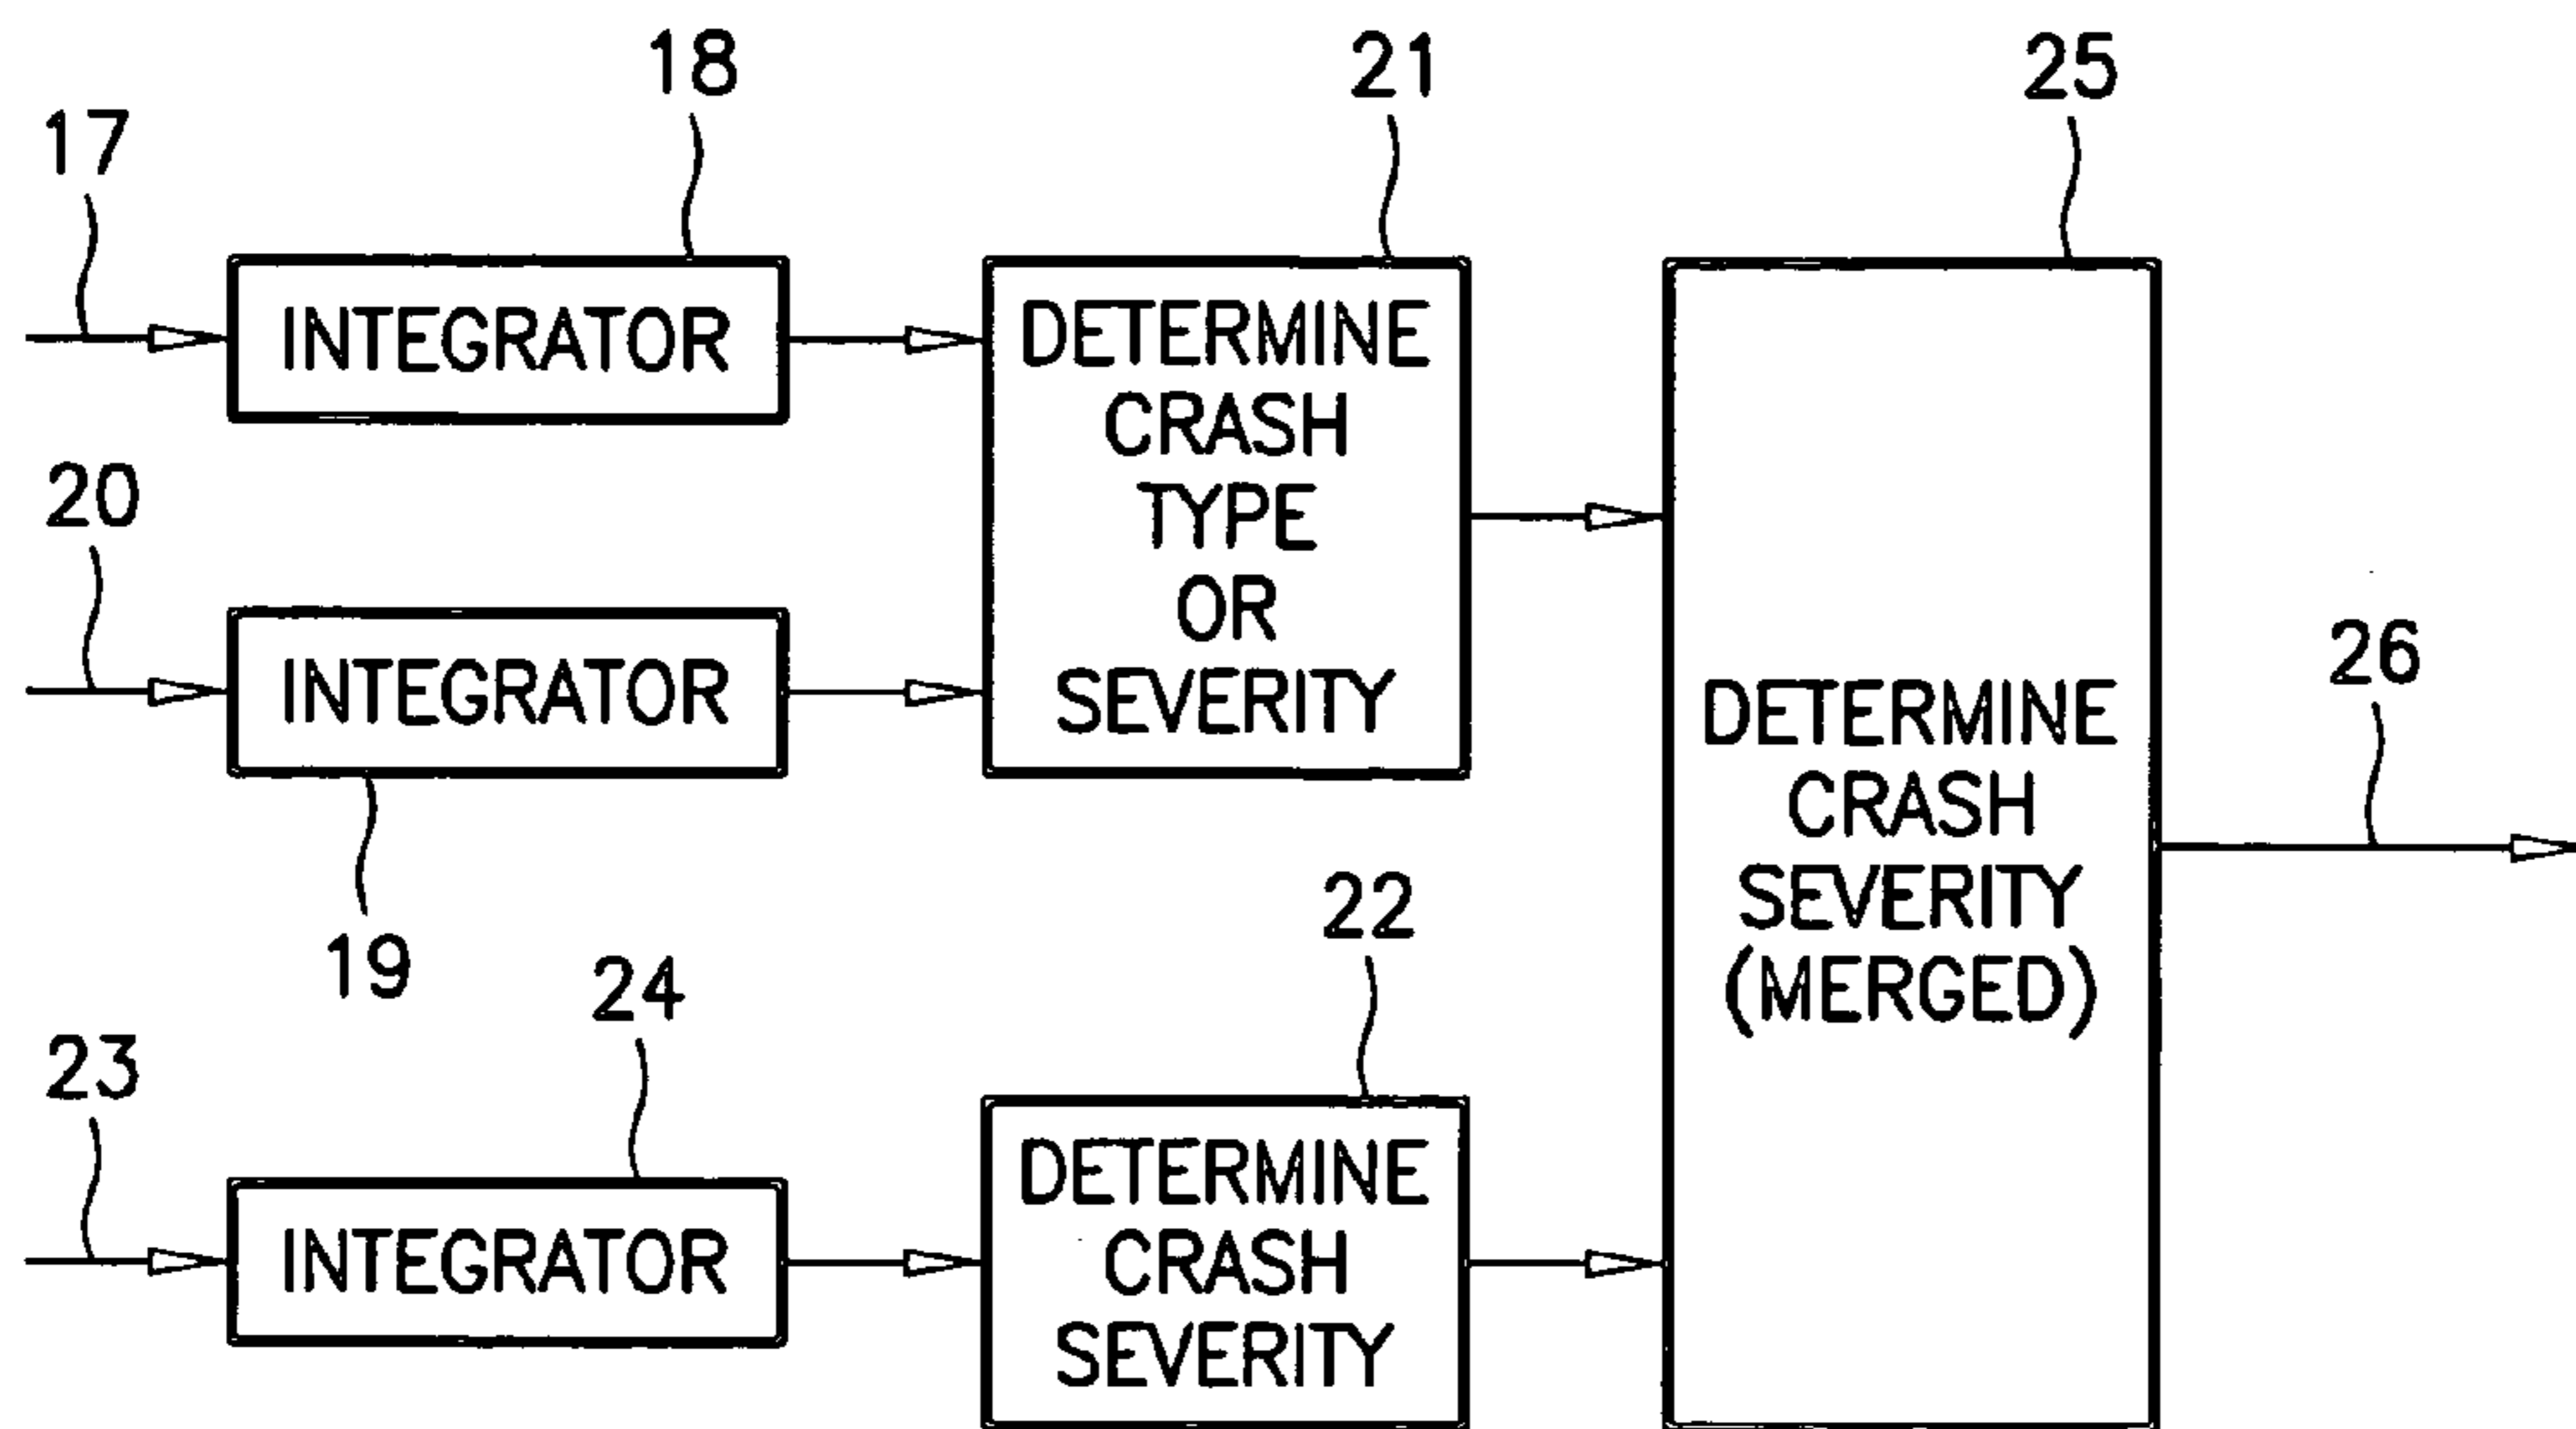 18
21
25
17
INTEGRATOR
DETERMINE
CRASH
TYPE
OR
SEVERITY
20
INTEGRATOR
19
DETERMINE
CRASH
SEVERITY
(MERGED)
26
22
24
23
INTEGRATOR
DETERMINE
CRASH
SEVERITY